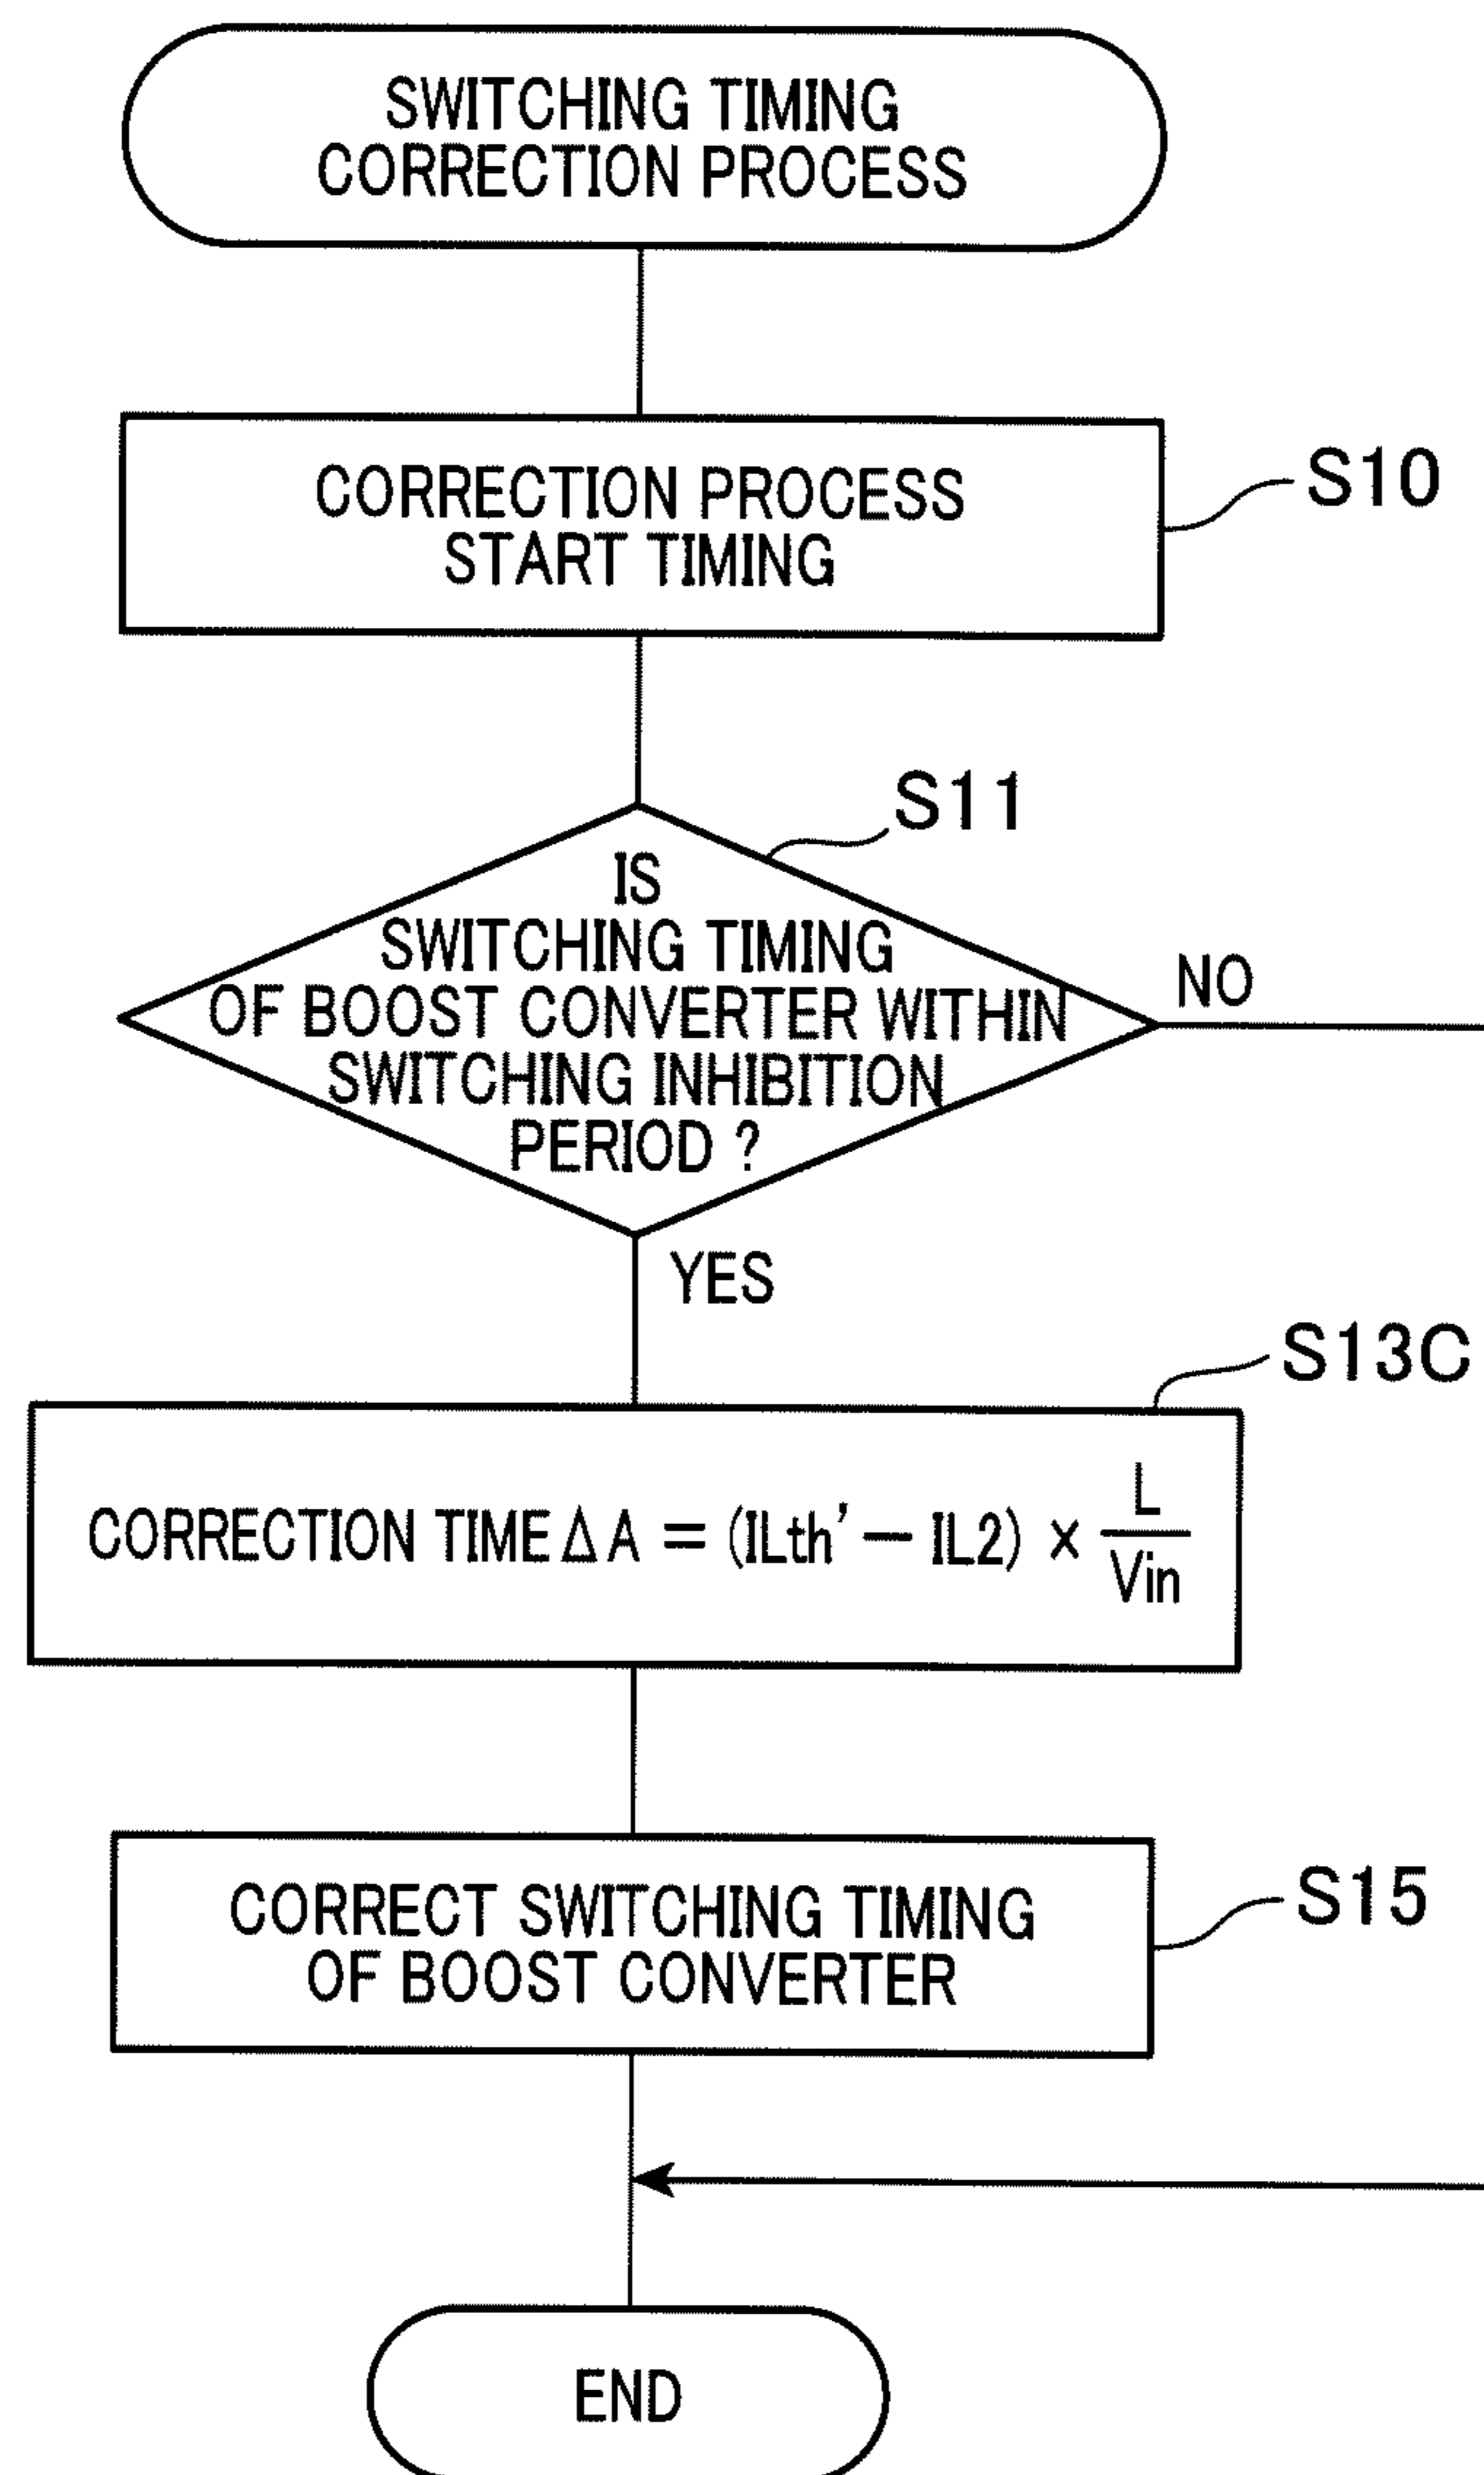 SWITCHING TIMING
CORRECTION PROCESS
CORRECTION PROCESS
START TIMING
S10
S11
IS
SWITCHING TIMING
OF BOOST CONVERTER WITHIN
SWITCHING INHIBITION
PERIOD ?
NO
YES
S13C
CORRECTION TIME ΔA = (ILth' − IL2) × L/Vin
CORRECT SWITCHING TIMING
OF BOOST CONVERTER
S15
END